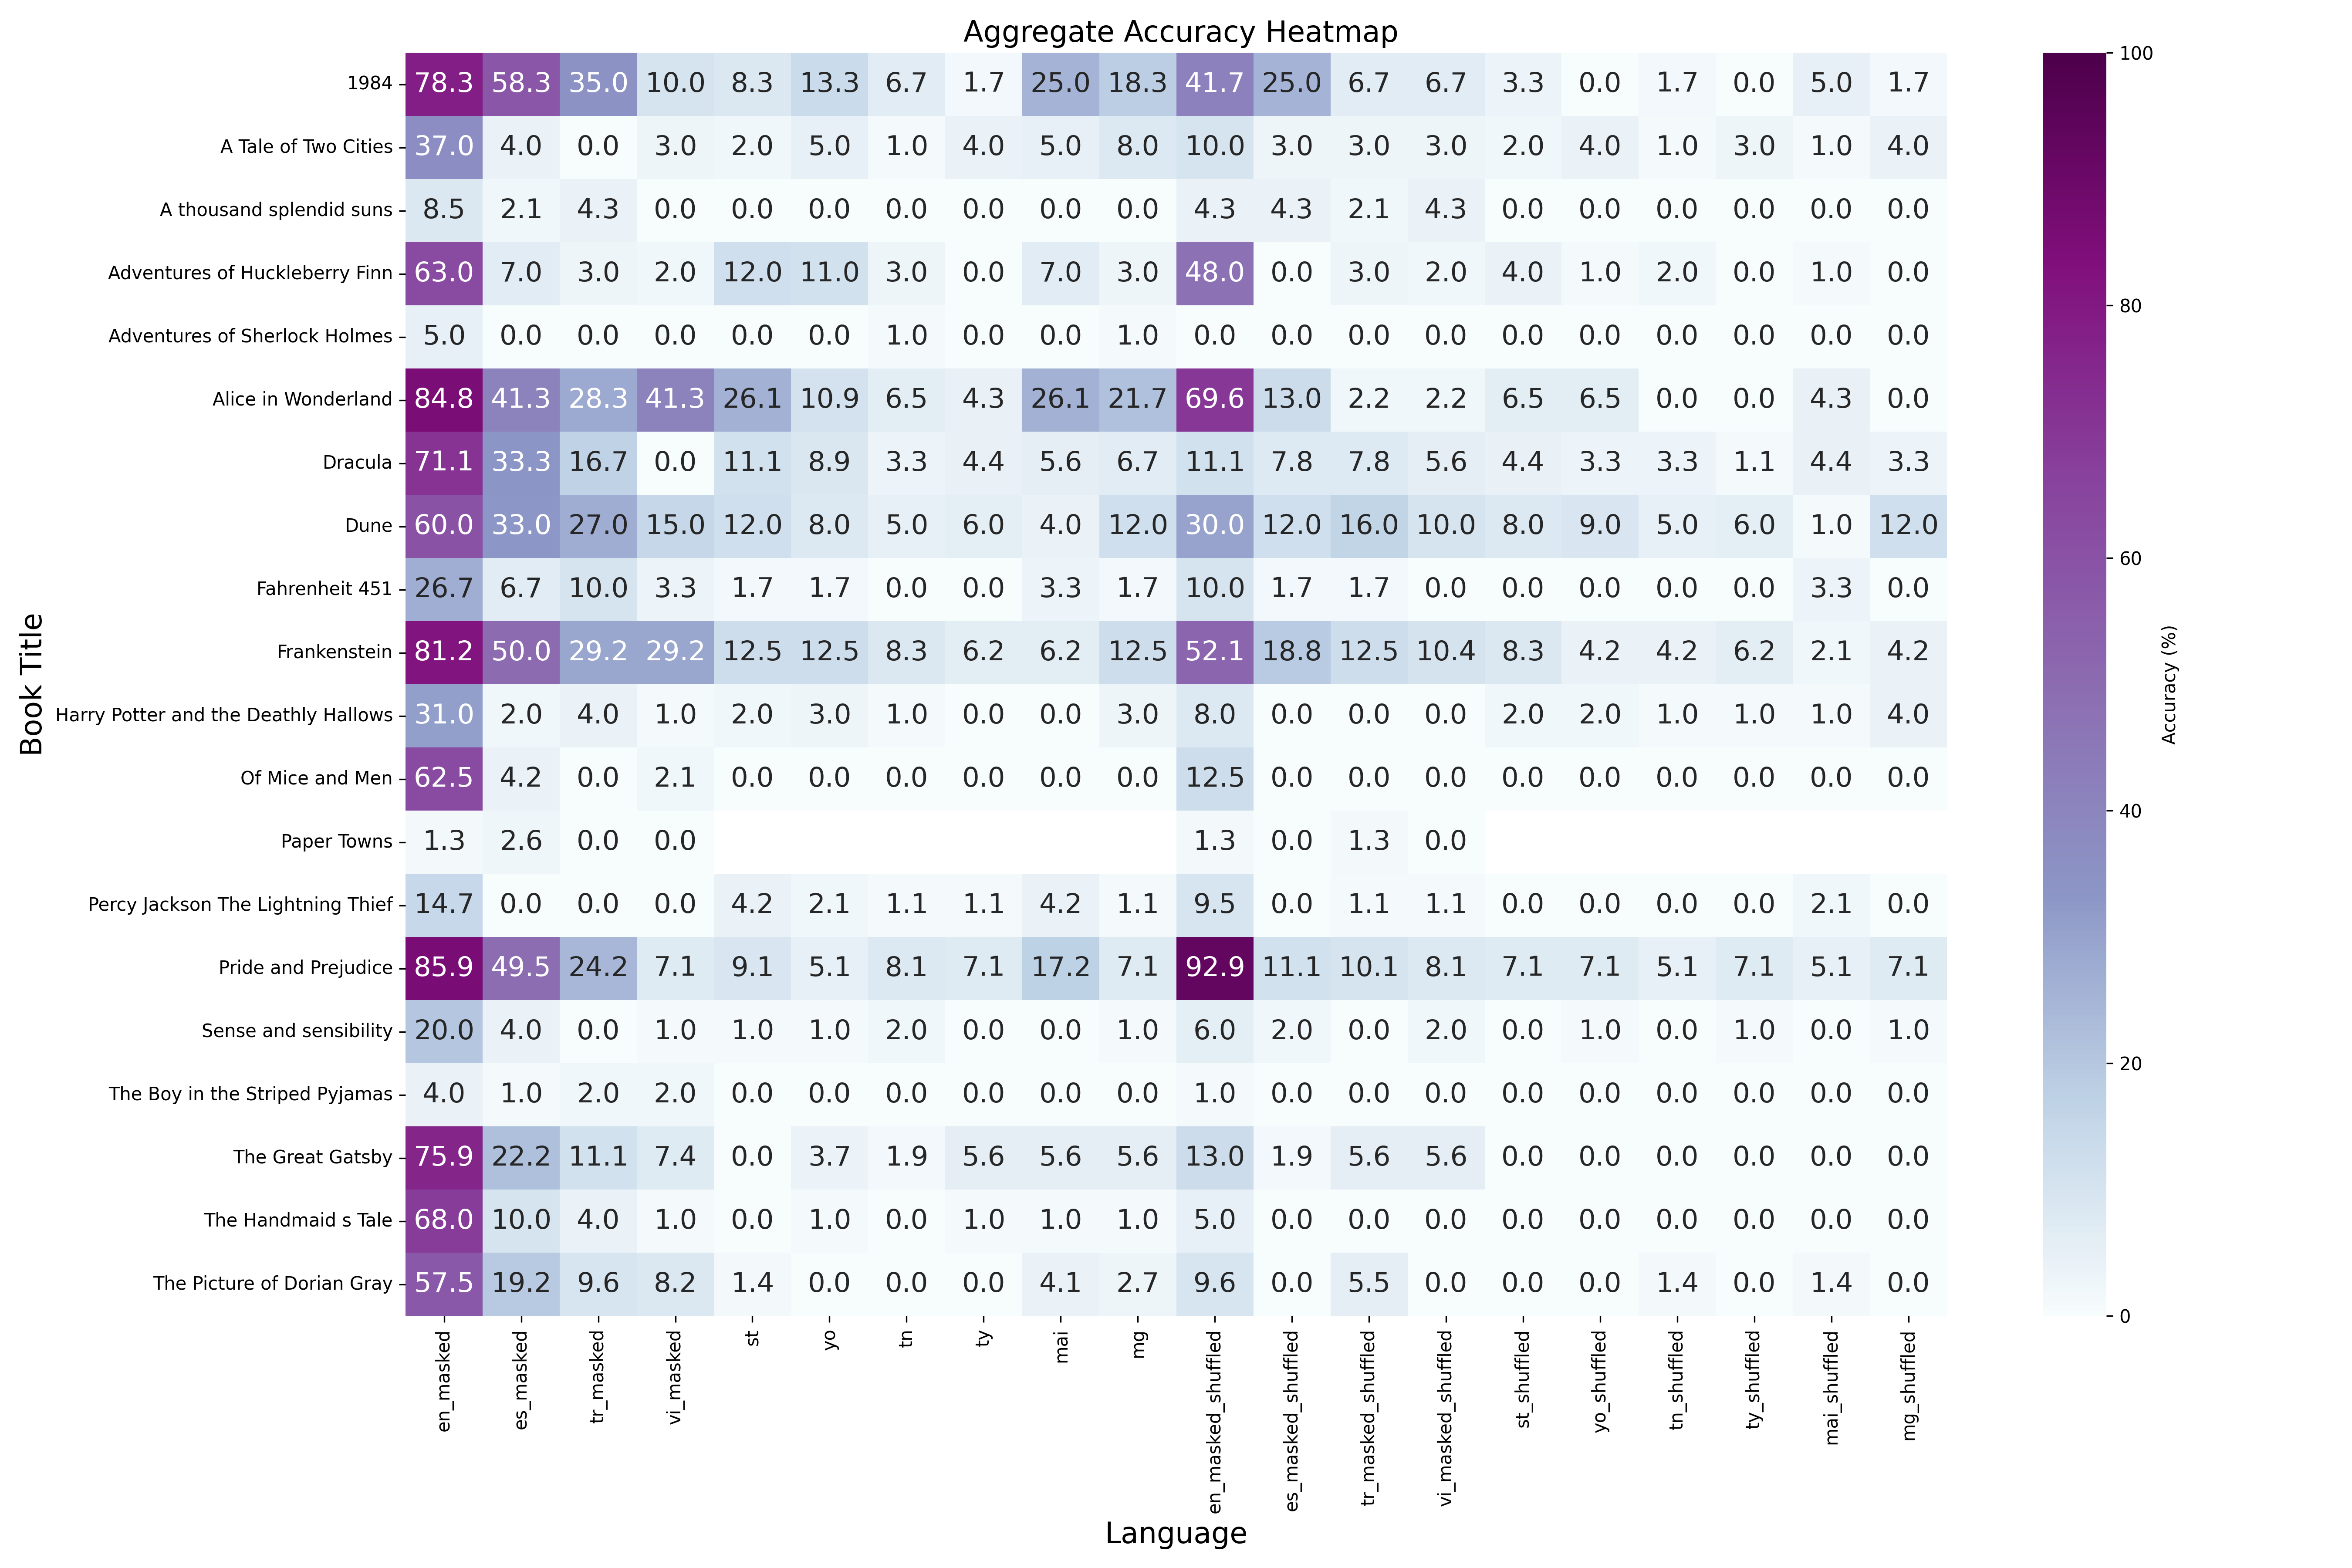 Aggregate Accuracy Heatmap
1984 78.3 58.3 35.0 10.0 8.3 13.3 6.7 1.7 25.0 18.3 41.7 25.0 6.7 6.7 3.3 0.0 1.7 0.0 5.0 1.7
A Tale of Two Cities 37.0 4.0 0.0 3.0 2.0 5.0 1.0 4.0 5.0 8.0 10.0 3.0 3.0 3.0 2.0 4.0 1.0 3.0 1.0 4.0
A thousand splendid suns 8.5 2.1 4.3 0.0 0.0 0.0 0.0 0.0 0.0 0.0 4.3 4.3 2.1 4.3 0.0 0.0 0.0 0.0 0.0 0.0
Adventures of Huckleberry Finn 63.0 7.0 3.0 2.0 12.0 11.0 3.0 0.0 7.0 3.0 48.0 0.0 3.0 2.0 4.0 1.0 2.0 0.0 1.0 0.0
Adventures of Sherlock Holmes 5.0 0.0 0.0 0.0 0.0 0.0 1.0 0.0 0.0 1.0 0.0 0.0 0.0 0.0 0.0 0.0 0.0 0.0 0.0 0.0
Alice in Wonderland 84.8 41.3 28.3 41.3 26.1 10.9 6.5 4.3 26.1 21.7 69.6 13.0 2.2 2.2 6.5 6.5 0.0 0.0 4.3 0.0
Dracula 71.1 33.3 16.7 0.0 11.1 8.9 3.3 4.4 5.6 6.7 11.1 7.8 7.8 5.6 4.4 3.3 3.3 1.1 4.4 3.3
Dune 60.0 33.0 27.0 15.0 12.0 8.0 5.0 6.0 4.0 12.0 30.0 12.0 16.0 10.0 8.0 9.0 5.0 6.0 1.0 12.0
Fahrenheit 451 26.7 6.7 10.0 3.3 1.7 1.7 0.0 0.0 3.3 1.7 10.0 1.7 1.7 0.0 0.0 0.0 0.0 0.0 3.3 0.0
Frankenstein 81.2 50.0 29.2 29.2 12.5 12.5 8.3 6.2 6.2 12.5 52.1 18.8 12.5 10.4 8.3 4.2 4.2 6.2 2.1 4.2
Harry Potter and the Deathly Hallows 31.0 2.0 4.0 1.0 2.0 3.0 1.0 0.0 0.0 3.0 8.0 0.0 0.0 0.0 2.0 2.0 1.0 1.0 1.0 4.0
Of Mice and Men 62.5 4.2 0.0 2.1 0.0 0.0 0.0 0.0 0.0 0.0 12.5 0.0 0.0 0.0 0.0 0.0 0.0 0.0 0.0 0.0
Paper Towns 1.3 2.6 0.0 0.0 1.3 0.0 1.3 0.0
Percy Jackson The Lightning Thief 14.7 0.0 0.0 0.0 4.2 2.1 1.1 1.1 4.2 1.1 9.5 0.0 1.1 1.1 0.0 0.0 0.0 0.0 2.1 0.0
Pride and Prejudice 85.9 49.5 24.2 7.1 9.1 5.1 8.1 7.1 17.2 7.1 92.9 11.1 10.1 8.1 7.1 7.1 5.1 7.1 5.1 7.1
Sense and sensibility 20.0 4.0 0.0 1.0 1.0 1.0 2.0 0.0 0.0 1.0 6.0 2.0 0.0 2.0 0.0 1.0 0.0 1.0 0.0 1.0
The Boy in the Striped Pyjamas 4.0 1.0 2.0 2.0 0.0 0.0 0.0 0.0 0.0 0.0 1.0 0.0 0.0 0.0 0.0 0.0 0.0 0.0 0.0 0.0
The Great Gatsby 75.9 22.2 11.1 7.4 0.0 3.7 1.9 5.6 5.6 5.6 13.0 1.9 5.6 5.6 0.0 0.0 0.0 0.0 0.0 0.0
The Handmaid s Tale 68.0 10.0 4.0 1.0 0.0 1.0 0.0 1.0 1.0 1.0 5.0 0.0 0.0 0.0 0.0 0.0 0.0 0.0 0.0 0.0
The Picture of Dorian Gray 57.5 19.2 9.6 8.2 1.4 0.0 0.0 0.0 4.1 2.7 9.6 0.0 5.5 0.0 0.0 0.0 1.4 0.0 1.4 0.0
Book Title
en_masked
es_masked
tr_masked
vi_masked
st
yo
tn
ty
mai
mg
en_masked_shuffled
es_masked_shuffled
tr_masked_shuffled
vi_masked_shuffled
st_shuffled
yo_shuffled
tn_shuffled
ty_shuffled
mai_shuffled
mg_shuffled
Language
100
80
60
40
20
0
Accuracy (%)